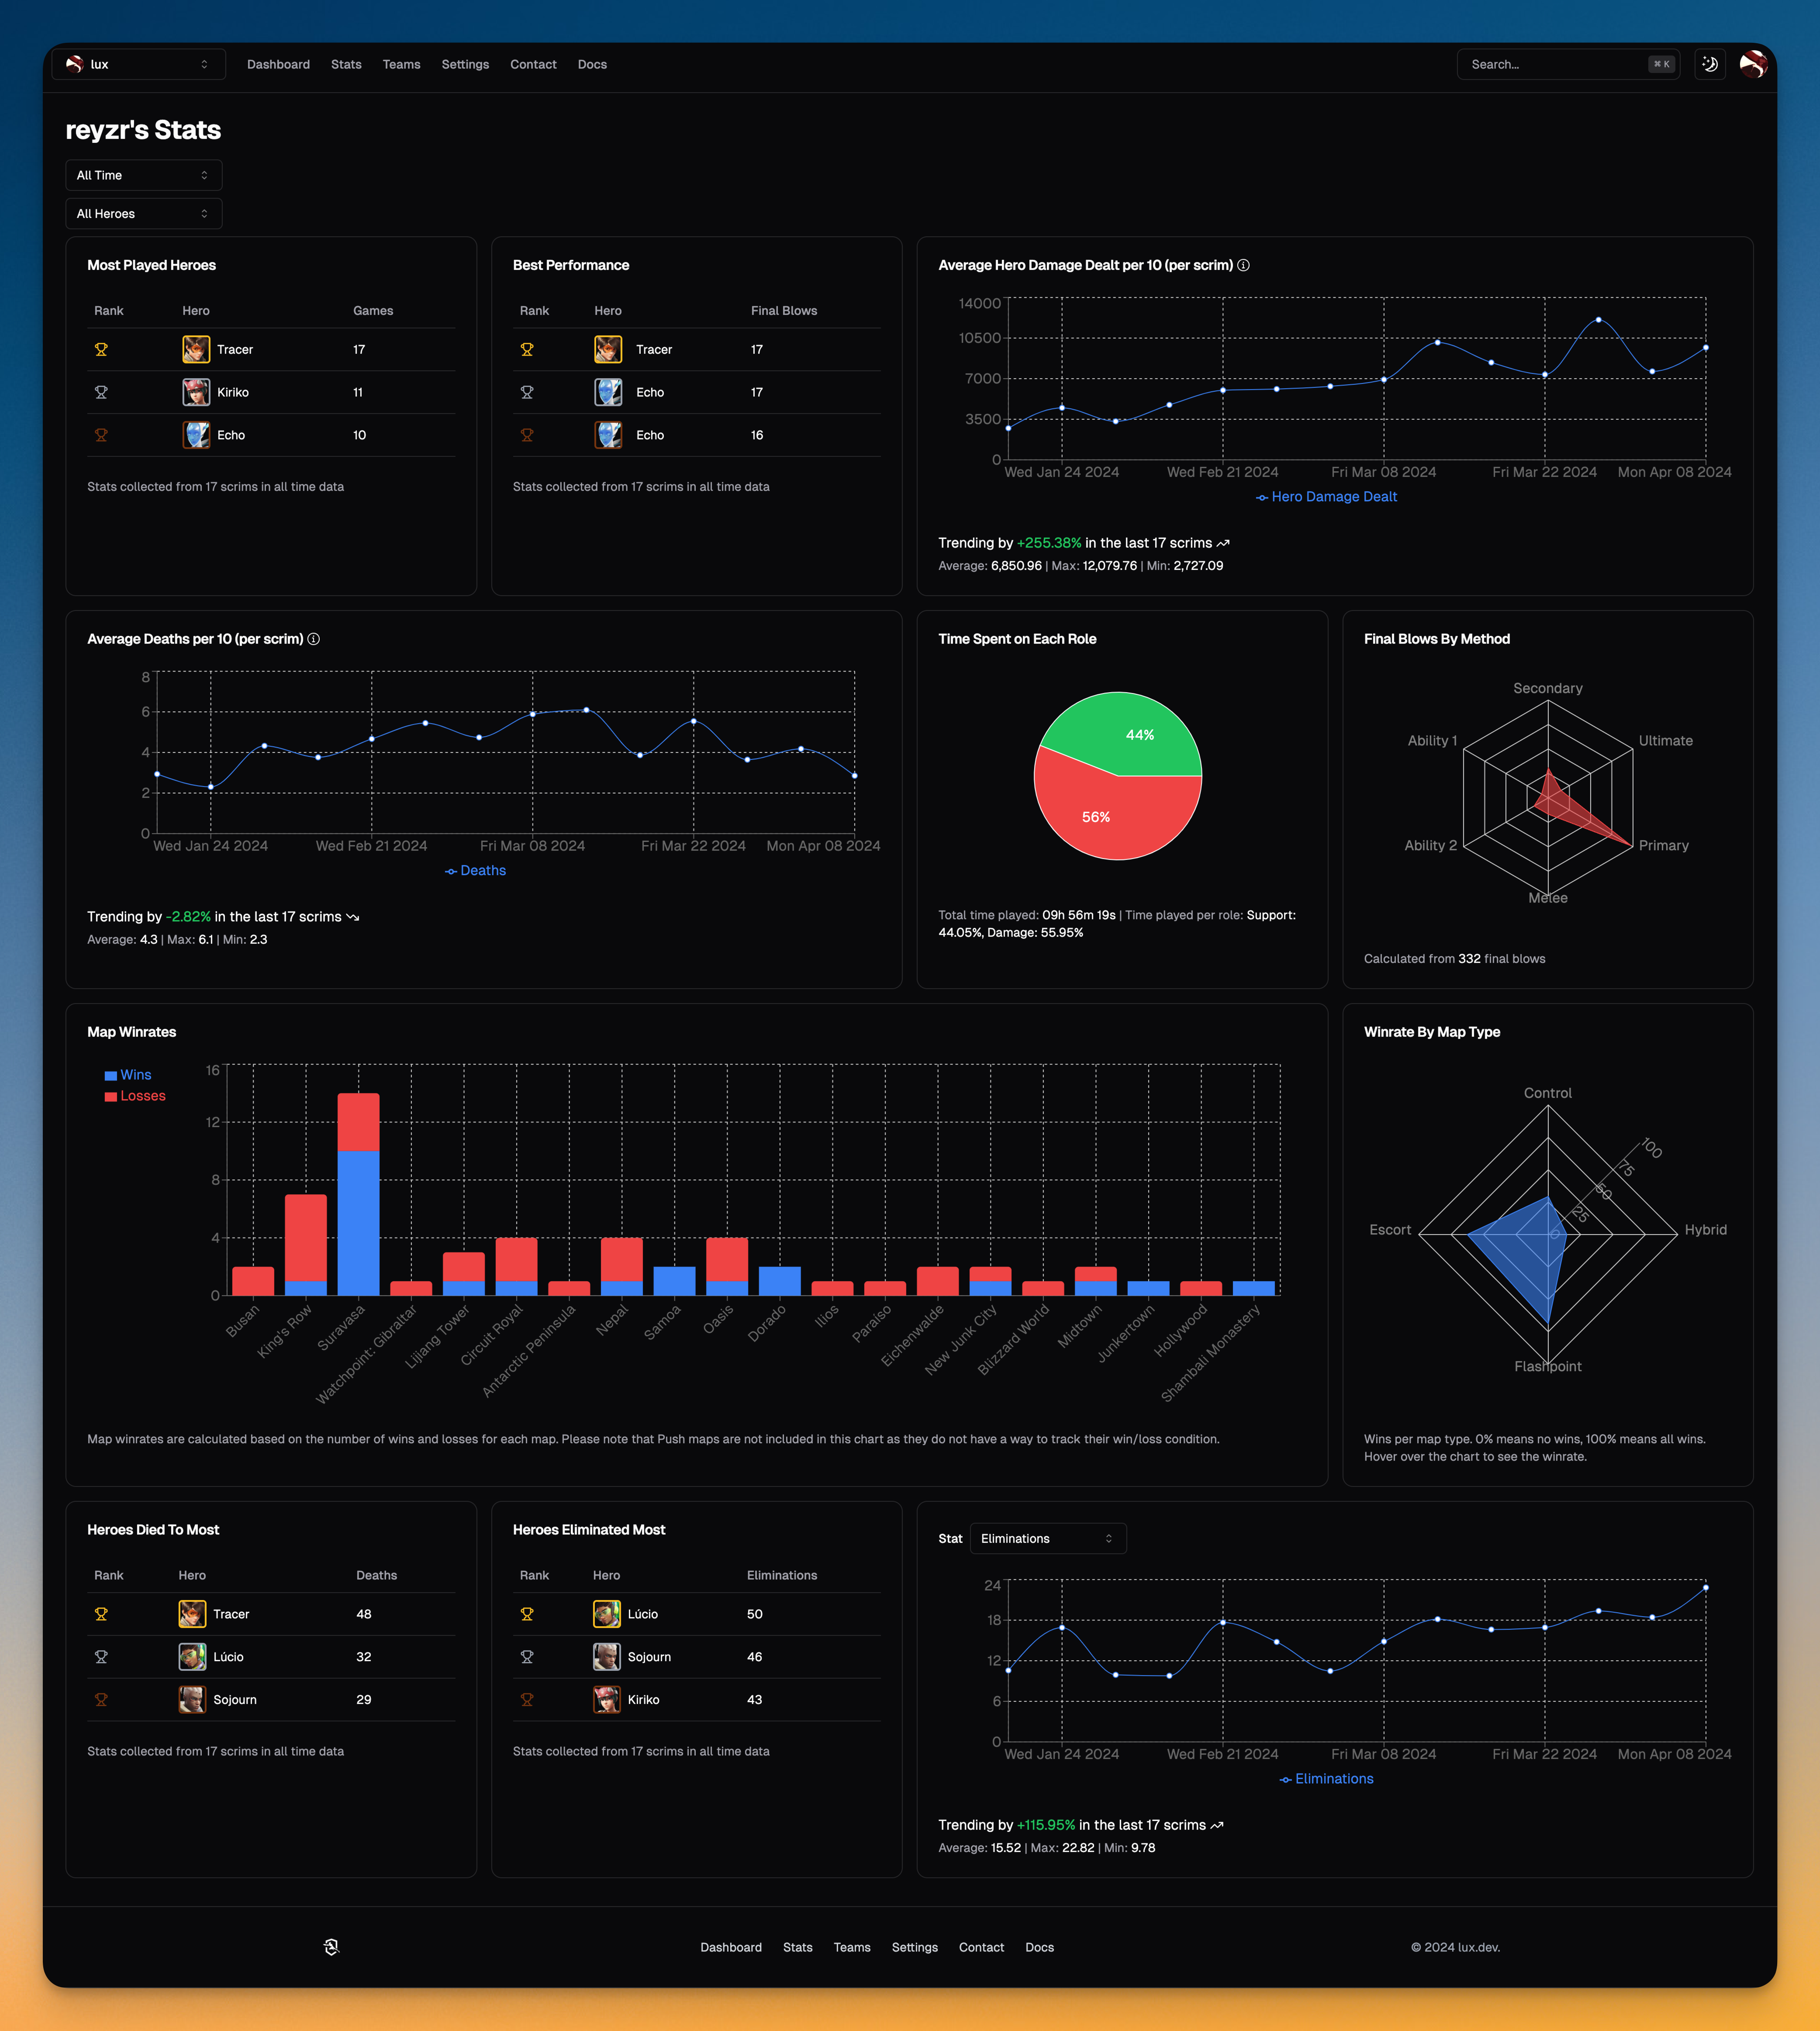 lux
Dashboard Stats Teams Settings Contact Docs
Search... ⌘ K
reyzr's Stats
All Time
All Heroes
Most Played Heroes
Rank Hero Games
Tracer 17
Kiriko 11
Echo 10
Stats collected from 17 scrims in all time data
Best Performance
Rank Hero Final Blows
Tracer 17
Echo 17
Echo 16
Stats collected from 17 scrims in all time data
Average Hero Damage Dealt per 10 (per scrim)
14000
10500
7000
3500
0
Wed Jan 24 2024 Wed Feb 21 2024 Fri Mar 08 2024 Fri Mar 22 2024 Mon Apr 08 2024
Hero Damage Dealt
Trending by +255.38% in the last 17 scrims
Average: 6,850.96 | Max: 12,079.76 | Min: 2,727.09
Average Deaths per 10 (per scrim)
8
6
4
2
0
Wed Jan 24 2024 Wed Feb 21 2024 Fri Mar 08 2024 Fri Mar 22 2024 Mon Apr 08 2024
Deaths
Trending by -2.82% in the last 17 scrims
Average: 4.3 | Max: 6.1 | Min: 2.3
Time Spent on Each Role
44%
56%
Total time played: 09h 56m 19s | Time played per role: Support:
44.05%, Damage: 55.95%
Final Blows By Method
Secondary
Ability 1 Ultimate
Ability 2 Primary
Melee
Calculated from 332 final blows
Map Winrates
Wins
Losses
16
12
8
4
0
Busan
King's Row
Suravasa
Watchpoint: Gibraltar
Lijiang Tower
Circuit Royal
Antarctic Peninsula
Nepal
Samoa
Oasis
Dorado
Ilios
Paraíso
Eichenwalde
New Junk City
Blizzard World
Midtown
Junkertown
Hollywood
Shambali Monastery
Map winrates are calculated based on the number of wins and losses for each map. Please note that Push maps are not included in this chart as they do not have a way to track their win/loss condition.
Winrate By Map Type
Control
100
75
50
25
0
Escort Hybrid
Flashpoint
Wins per map type. 0% means no wins, 100% means all wins.
Hover over the chart to see the winrate.
Heroes Died To Most
Rank Hero Deaths
Tracer 48
Lúcio 32
Sojourn 29
Stats collected from 17 scrims in all time data
Heroes Eliminated Most
Rank Hero Eliminations
Lúcio 50
Sojourn 46
Kiriko 43
Stats collected from 17 scrims in all time data
Stat Eliminations
24
18
12
6
0
Wed Jan 24 2024 Wed Feb 21 2024 Fri Mar 08 2024 Fri Mar 22 2024 Mon Apr 08 2024
Eliminations
Trending by +115.95% in the last 17 scrims
Average: 15.52 | Max: 22.82 | Min: 9.78
Dashboard Stats Teams Settings Contact Docs
© 2024 lux.dev.